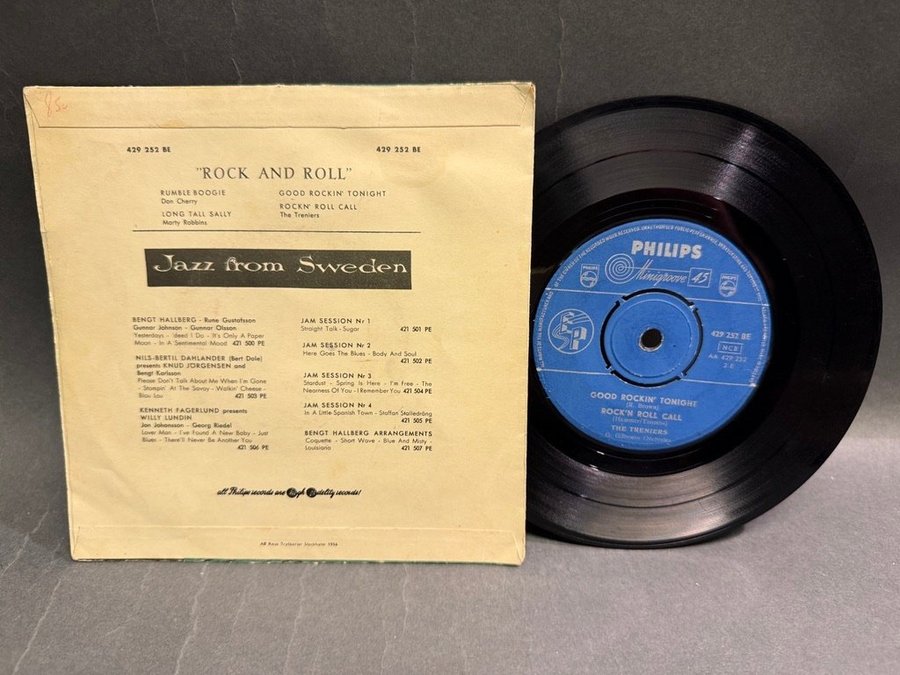 85:-
429 252 BE
429 252 BE
"ROCK AND ROLL"
RUMBLE BOOGIE
Don Cherry
LONG TALL SALLY
Marty Robbins
GOOD ROCKIN' TONIGHT
ROCKN' ROLL CALL
The Treniers
Jazz from Sweden
BENGT HALLBERG - Rune Gustafsson
Gunnar Johnson - Gunnar Olsson
Yesterdays - 'deed I Do - It's Only A Paper
Moon - In A Sentimental Mood 421 500 PE
NILS-BERTIL DAHLANDER (Bert Dale)
presents KNUD JÖRGENSEN and
Bengt Karlsson
Please Don't Talk About Me When I'm Gone
- Stompin' At The Savoy - Walkin' Cheese -
Blou Lou 421 503 PE
KENNETH FAGERLUND presents
WILLY LUNDIN
Jon Johansson - Georg Riedel
Lover Man - I've Found A New Baby - Just
Blues - There'll Never Be Another You
421 506 PE
JAM SESSION Nr 1
Straight Talk - Sugar 421 501 PE
JAM SESSION Nr 2
Here Goes The Blues - Body And Soul
421 502 PE
JAM SESSION Nr 3
Stardust - Spring Is Here - I'm Free - The
Nearness Of You - I Remember You 421 504 PE
JAM SESSION Nr 4
In A Little Spanish Town - Staffan Stalledräng
421 505 PE
BENGT HALLBERG ARRANGEMENTS
Coquette - Short Wave - Blue And Misty -
Louisiana 421 507 PE
all Philips records are High Fidelity records!
Stockholm 1956
PHILIPS
Minigroove 45
PHILIPS
PHILIPS
429 252 BE
NCB
AA 429 252
2 E
GOOD ROCKIN' TONIGHT
(R. Brown)
ROCK'N ROLL CALL
THE TRENIERS